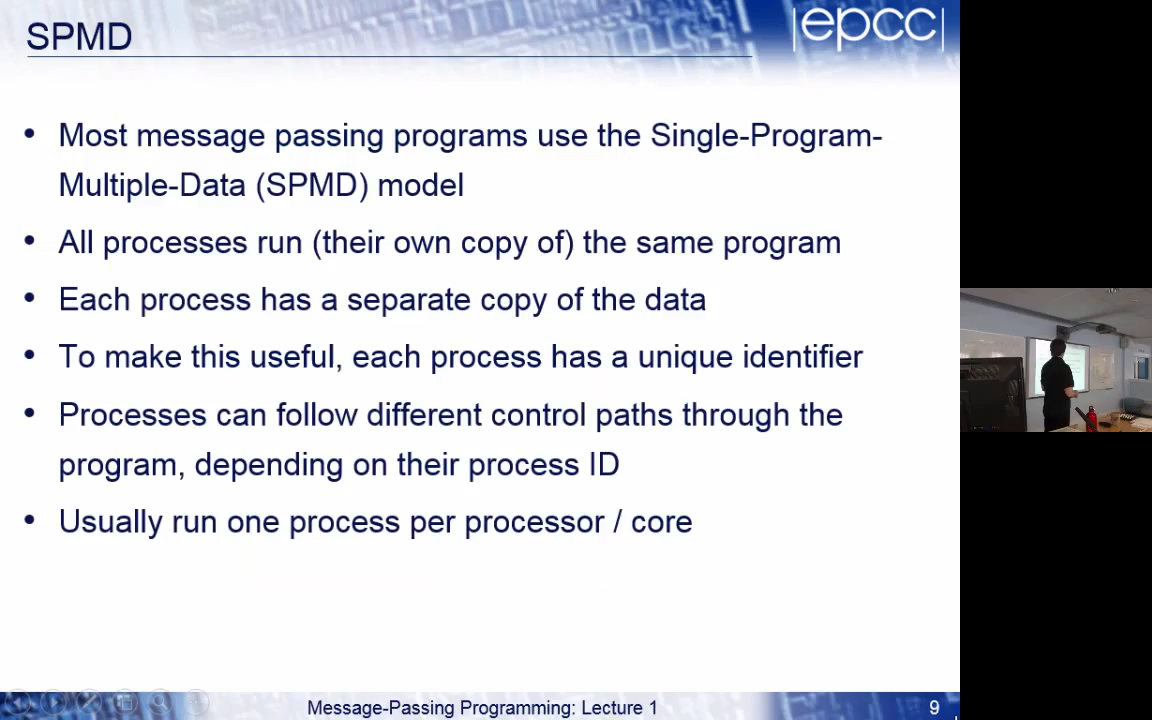 SPMD
|epcc|
• Most message passing programs use the Single-Program-
Multiple-Data (SPMD) model
• All processes run (their own copy of) the same program
• Each process has a separate copy of the data
• To make this useful, each process has a unique identifier
• Processes can follow different control paths through the
program, depending on their process ID
• Usually run one process per processor / core
Message-Passing Programming: Lecture 1
9